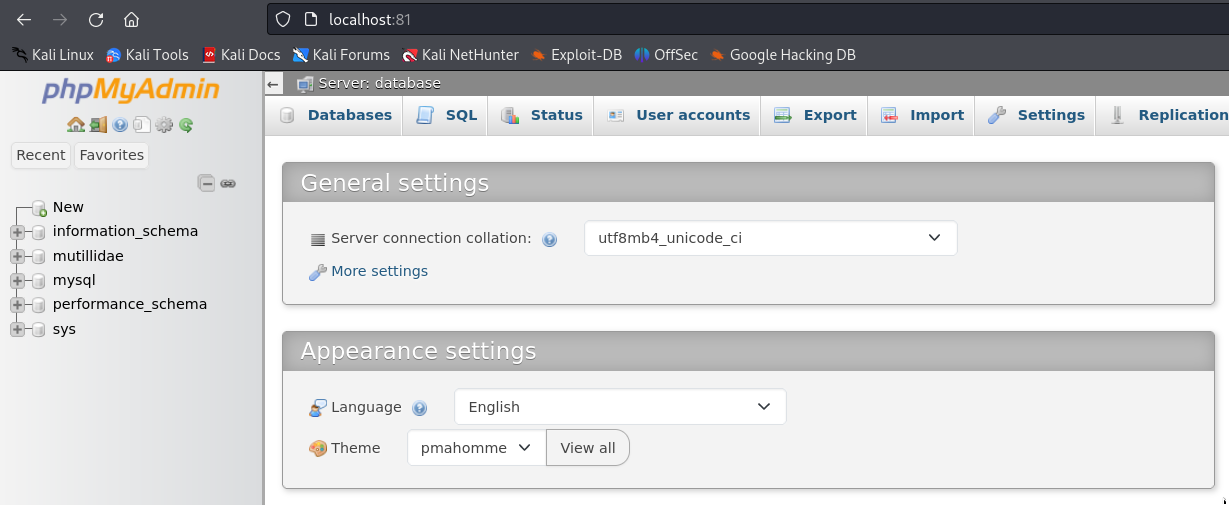 localhost:81
Kali Linux Kali Tools Kali Docs Kali Forums Kali NetHunter Exploit-DB OffSec Google Hacking DB
phpMyAdmin
Recent Favorites
New
information_schema
mutillidae
mysql
performance_schema
sys
Server: database
Databases SQL Status User accounts Export Import Settings Replication
General settings
Server connection collation: utf8mb4_unicode_ci
More settings
Appearance settings
Language English
Theme pmahomme View all